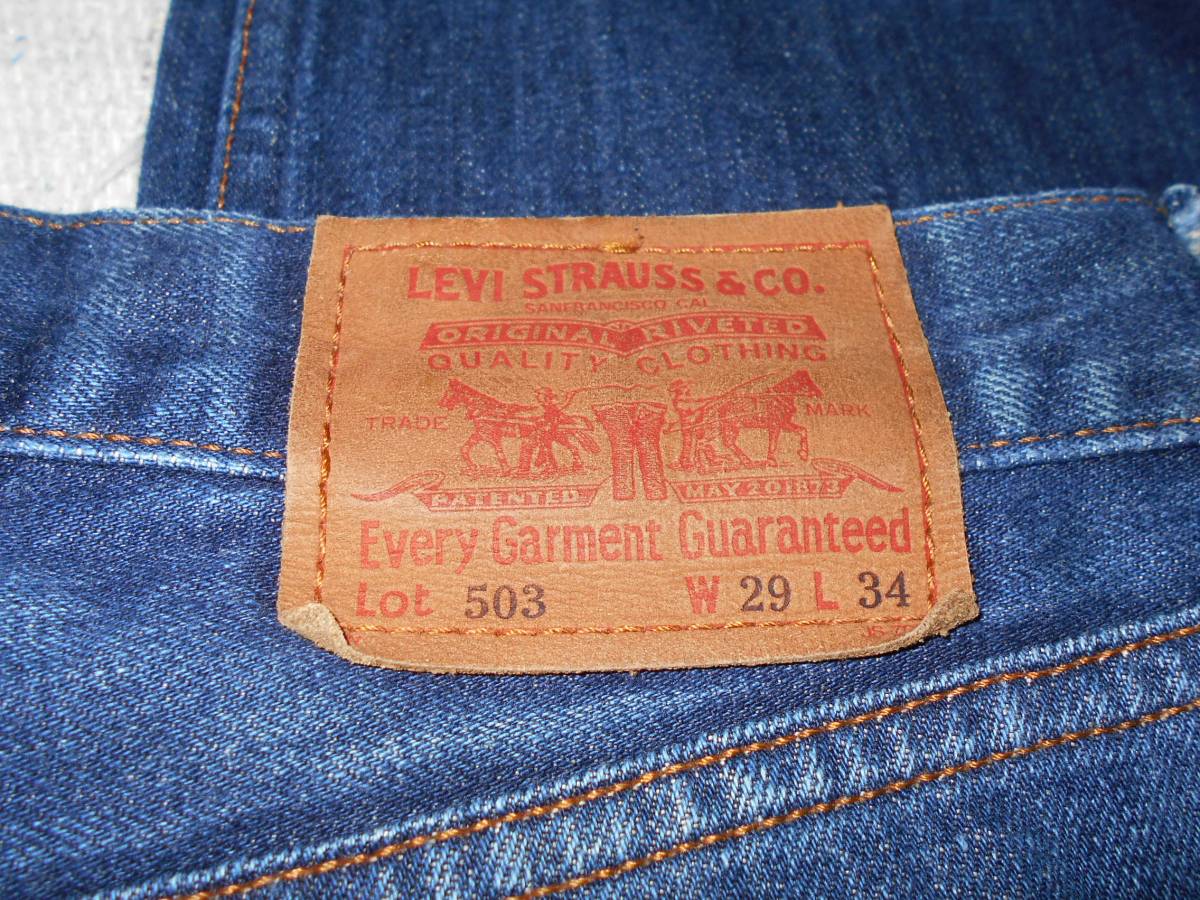 LEVI STRAUSS & CO.
SANFRANCISCO CAL
ORIGINAL RIVETED
QUALITY CLOTHING
TRADE MARK
PATENTED MAY 20 1873
Every Garment Guaranteed
Lot 503 W 29 L 34